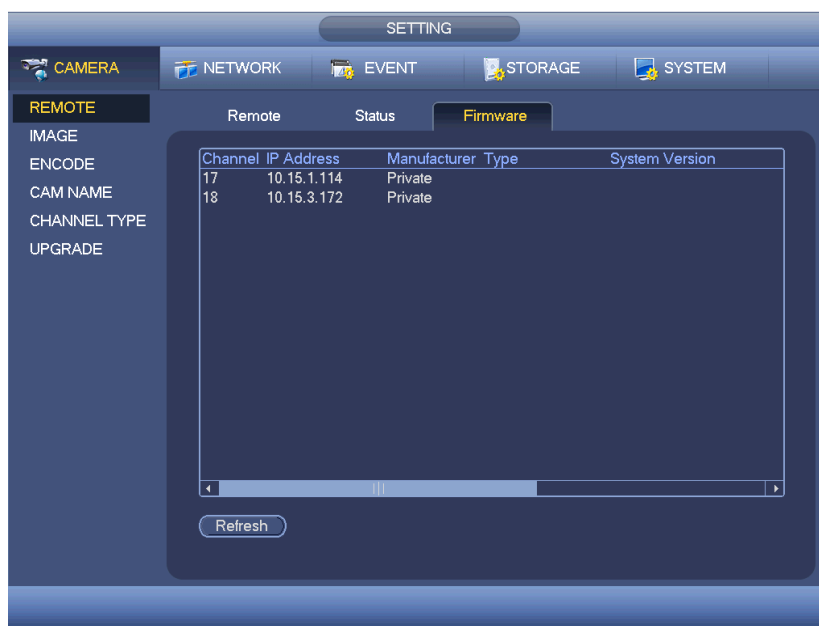 SETTING
CAMERA NETWORK EVENT STORAGE SYSTEM
REMOTE
IMAGE
ENCODE
CAM NAME
CHANNEL TYPE
UPGRADE
Remote Status Firmware
Channel IP Address Manufacturer Type System Version
17 10.15.1.114 Private
18 10.15.3.172 Private
Refresh